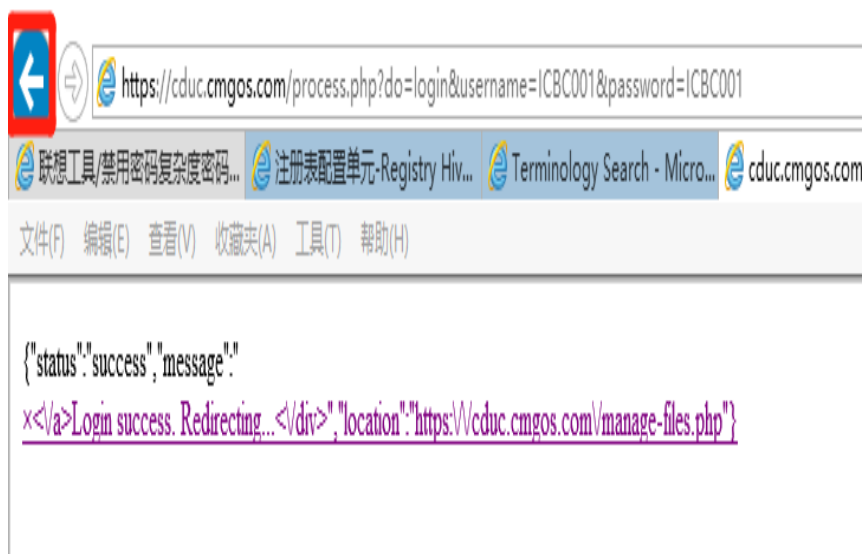 https://cduc.cmgos.com/process.php?do=login&username=ICBC001&password=ICBC001
联想工具/禁用密码复杂度密码... 注册表配置单元-Registry Hiv... Terminology Search - Micro... cduc.cmgos.com
文件(F) 编辑(E) 查看(V) 收藏夹(A) 工具(T) 帮助(H)
{"status":"success","message":"
×<\/a>Login success. Redirecting...<\/div>","location":"https:\/\/cduc.cmgos.com\/manage-files.php"}